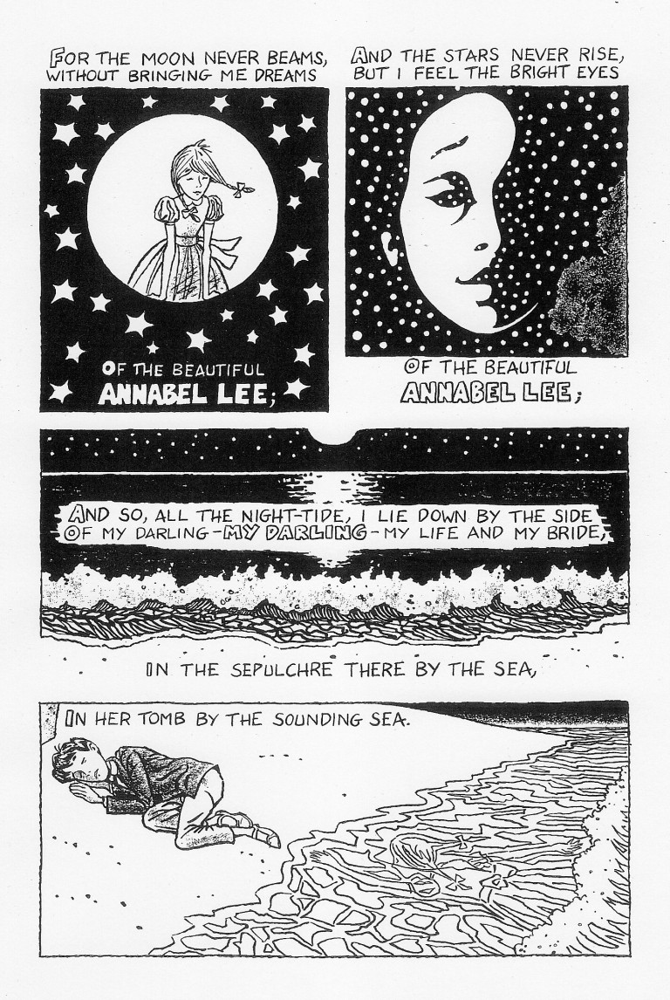 FOR THE MOON NEVER BEAMS,
WITHOUT BRINGING ME DREAMS
OF THE BEAUTIFUL
ANNABEL LEE;
AND THE STARS NEVER RISE,
BUT I FEEL THE BRIGHT EYES
OF THE BEAUTIFUL
ANNABEL LEE;
AND SO, ALL THE NIGHT-TIDE, I LIE DOWN BY THE SIDE
OF MY DARLING-MY DARLING-MY LIFE AND MY BRIDE,
IN THE SEPULCHRE THERE BY THE SEA,
IN HER TOMB BY THE SOUNDING SEA.